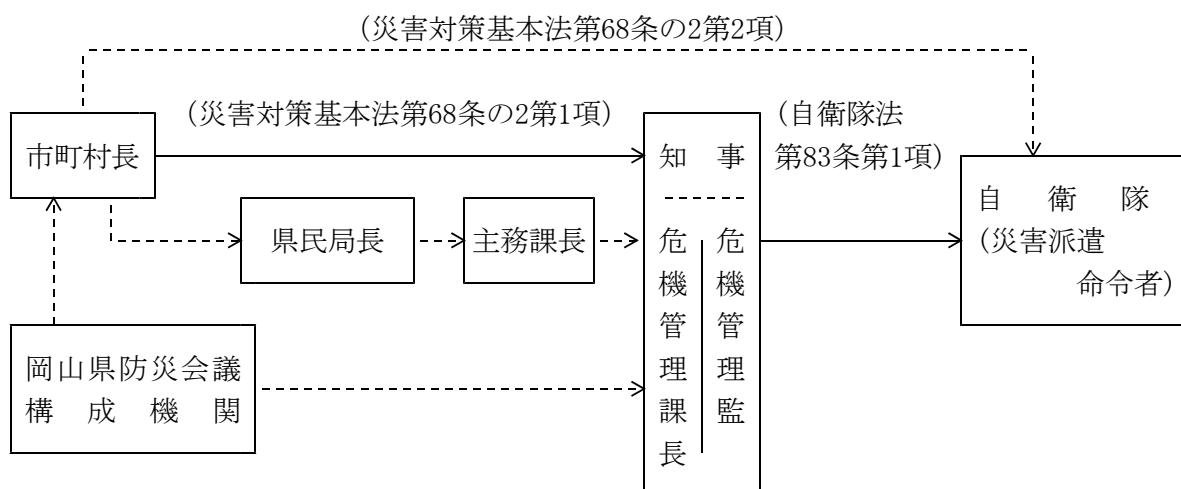 (災害対策基本法第68条の2第2項)
(災害対策基本法第68条の2第1項)
(自衛隊法
第83条第1項)
市町村長
知事
県民局長
主務課長
危機管理課長
危機管理監
自衛隊
(災害派遣
命令者)
岡山県防災会議
構成機関